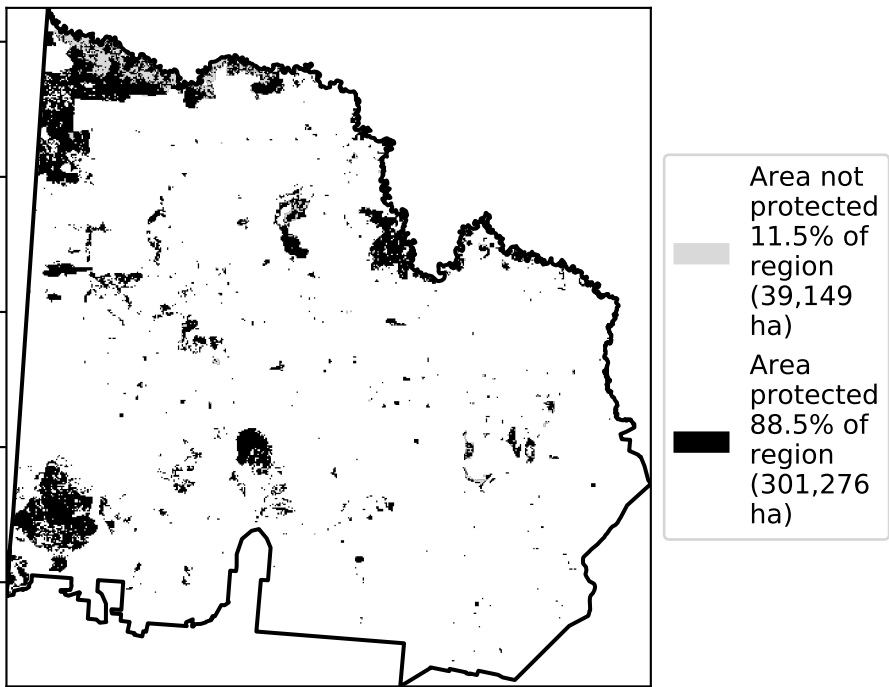 Area not
protected
11.5% of
region
(39,149
ha)
Area
protected
88.5% of
region
(301,276
ha)